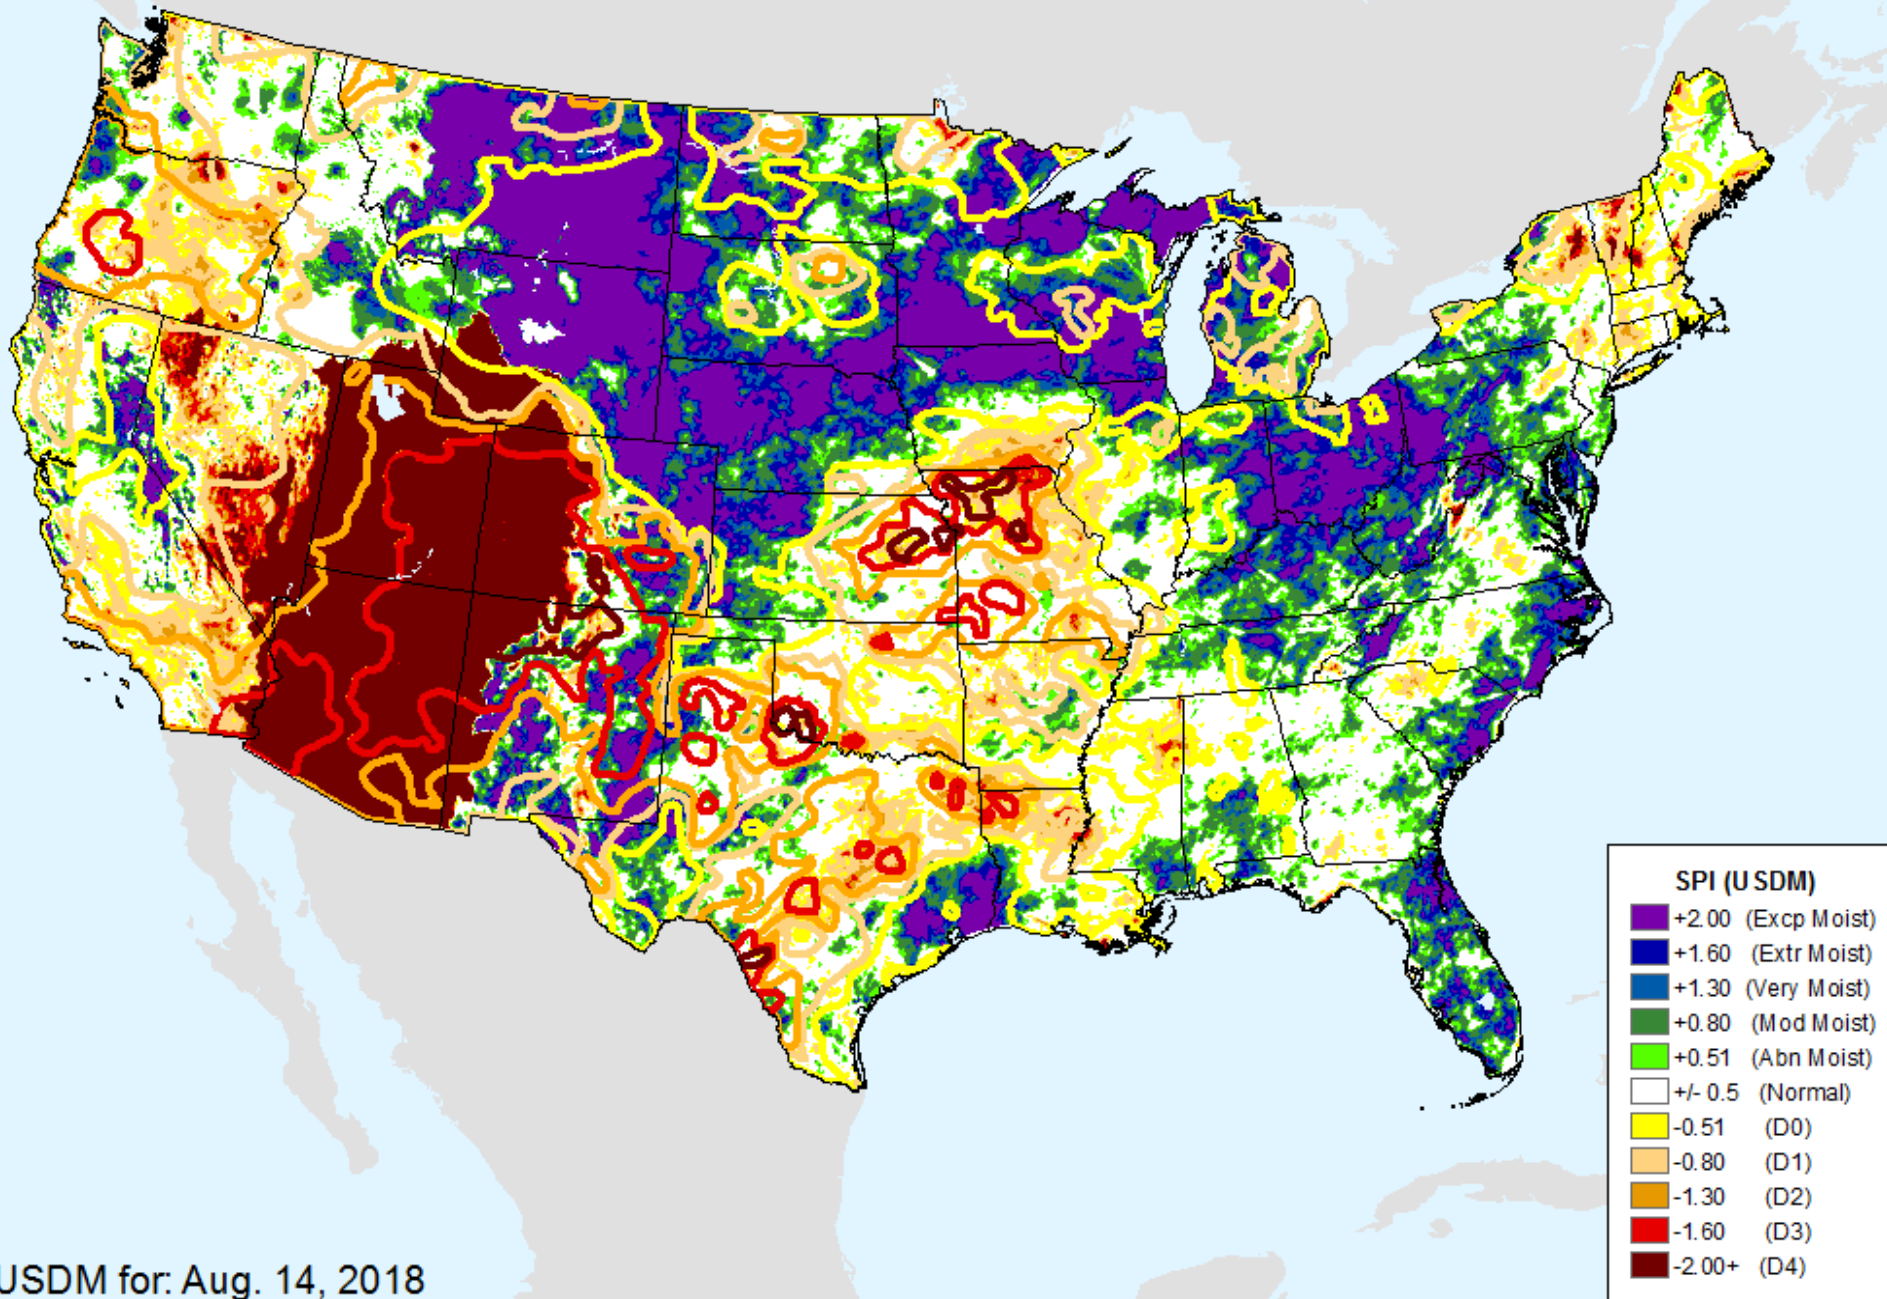 SPI (USDM)
+2.00 (Excp Moist)
+1.60 (Extr Moist)
+1.30 (Very Moist)
+0.80 (Mod Moist)
+0.51 (Abn Moist)
+/- 0.5 (Normal)
-0.51 (D0)
-0.80 (D1)
-1.30 (D2)
-1.60 (D3)
-2.00+ (D4)
USDM for: Aug. 14, 2018